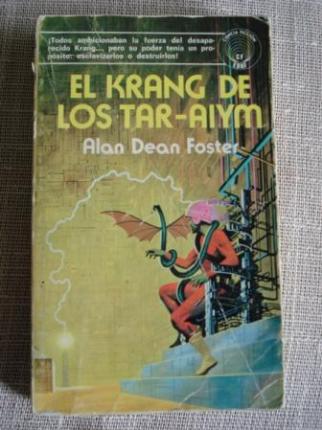 ¡Todos ambicionaban la fuerza del desapa-
recido Krang... pero su poder tenía un pro-
pósito: esclavizarlos o destruirlos!
EL KRANG DE
LOS TAR-AIYM
Alan Dean Foster